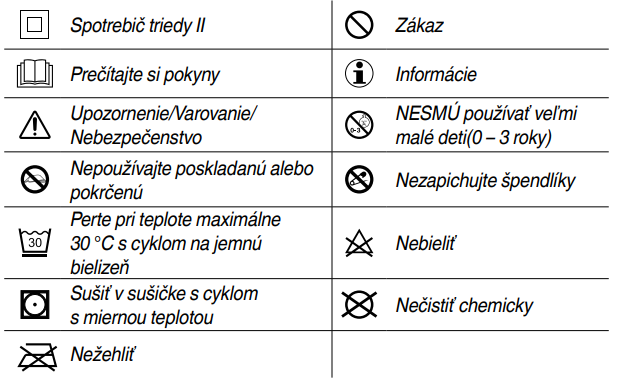 Spotrebič triedy II
Zákaz
Prečítajte si pokyny
Informácie
Upozornenie/Varovanie/
Nebezpečenstvo
0-3
NESMÚ používať veľmi
malé deti(0 – 3 roky)
Nepoužívajte poskladanú alebo
pokrčenú
Nezapichujte špendlíky
30
Perte pri teplote maximálne
30 °C s cyklom na jemnú
bielizeň
Nebieliť
Sušiť v sušičke s cyklom
s miernou teplotou
Nečistiť chemicky
Nežehliť